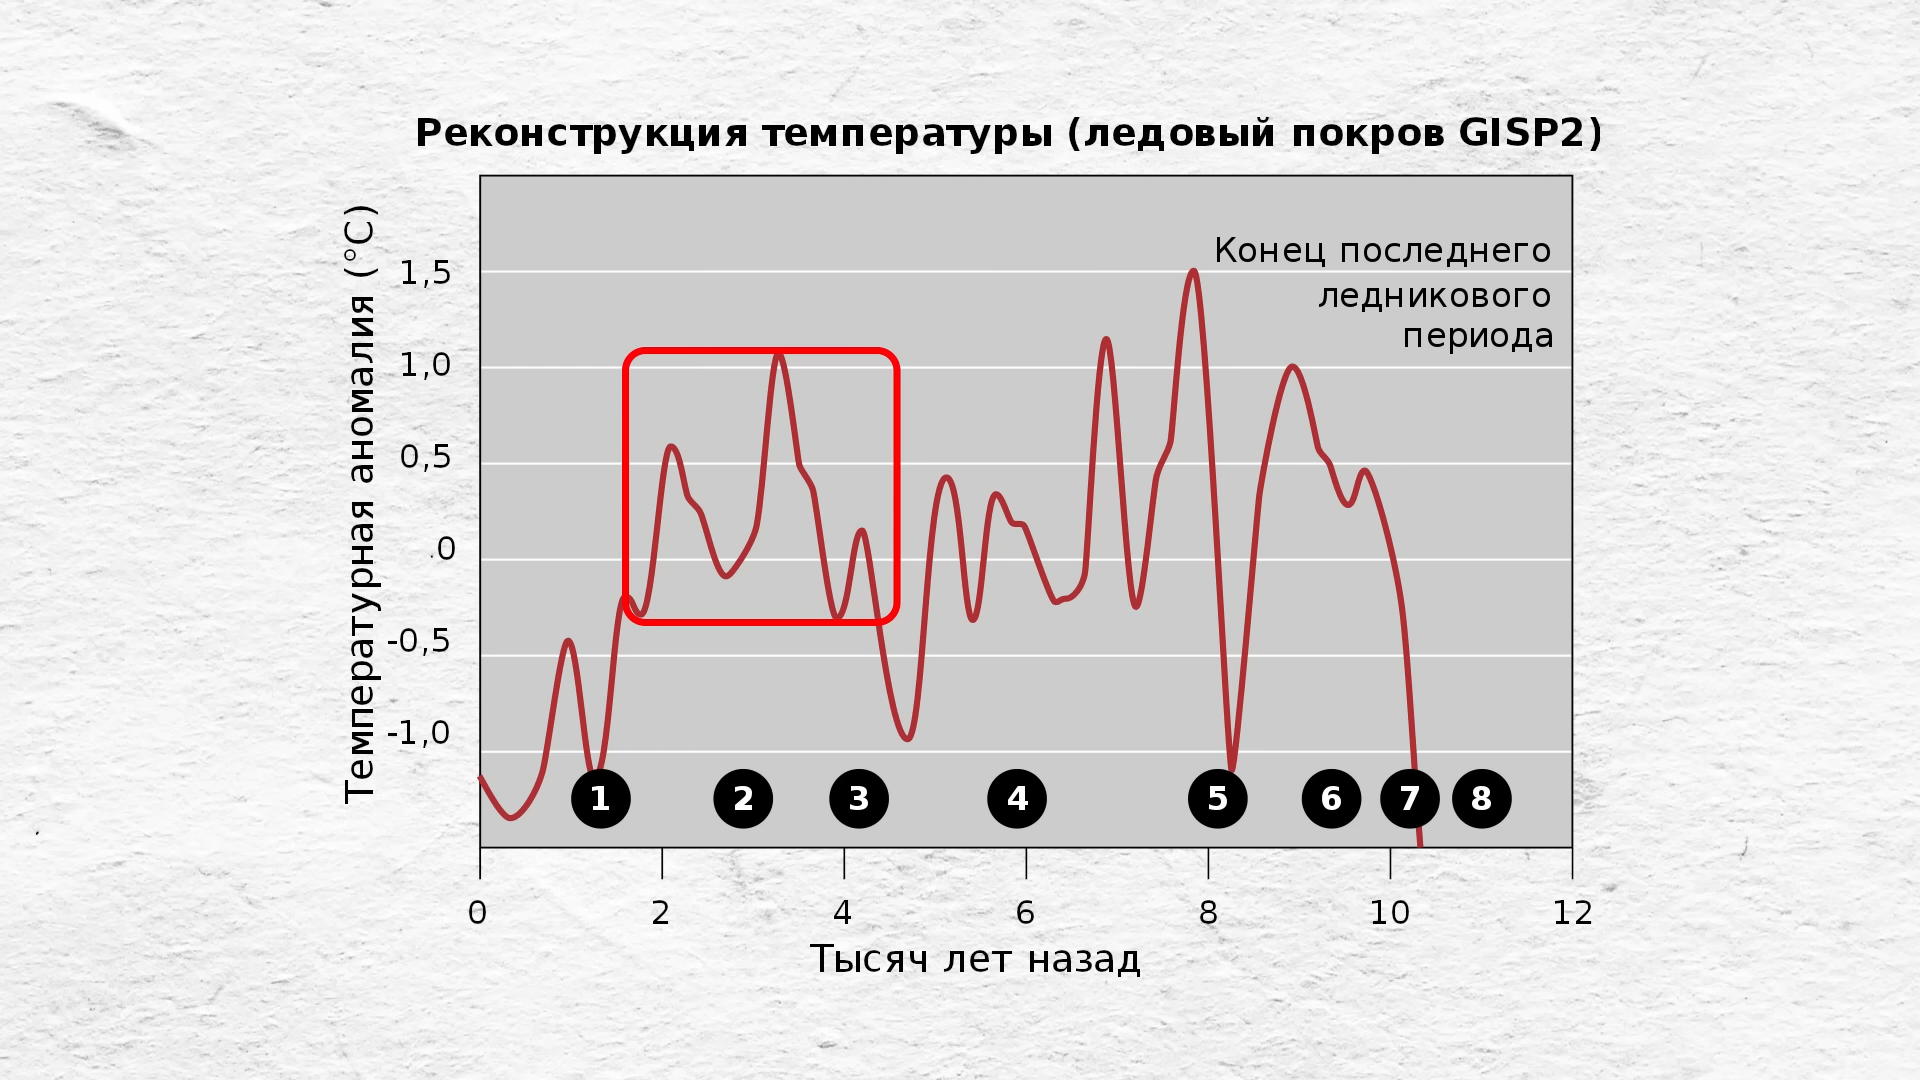 Реконструкция температуры (ледовый покров GISP2)
Температурная аномалия (°C)
Конец последнего
ледникового
периода
1,5
1,0
0,5
.0
-0,5
-1,0
1 2 3 4 5 6 7 8
0 2 4 6 8 10 12
Тысяч лет назад